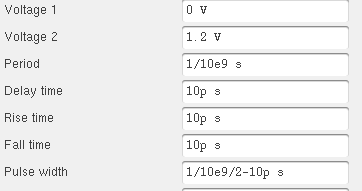 Voltage 1 0 V
Voltage 2 1.2 V
Period 1/10e9 s
Delay time 10p s
Rise time 10p s
Fall time 10p s
Pulse width 1/10e9/2-10p s